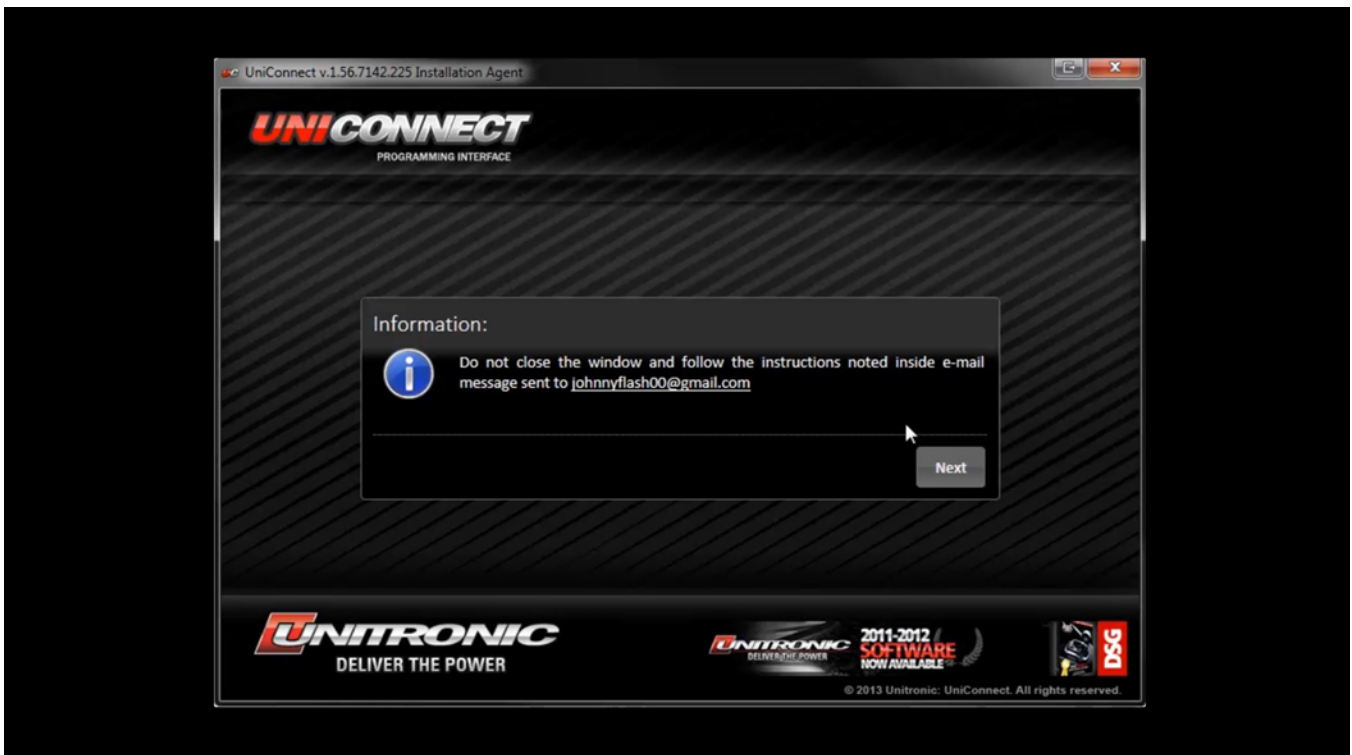 UniConnect v.1.56.7142.225 Installation Agent
UNICONNECT
PROGRAMMING INTERFACE
Information:
Do not close the window and follow the instructions noted inside e-mail
message sent to johnnyflash00@gmail.com
Next
UNITRONIC
DELIVER THE POWER
UNITRONIC
DELIVER THE POWER
2011-2012
SOFTWARE
NOW AVAILABLE
DSG
© 2013 Unitronic: UniConnect. All rights reserved.